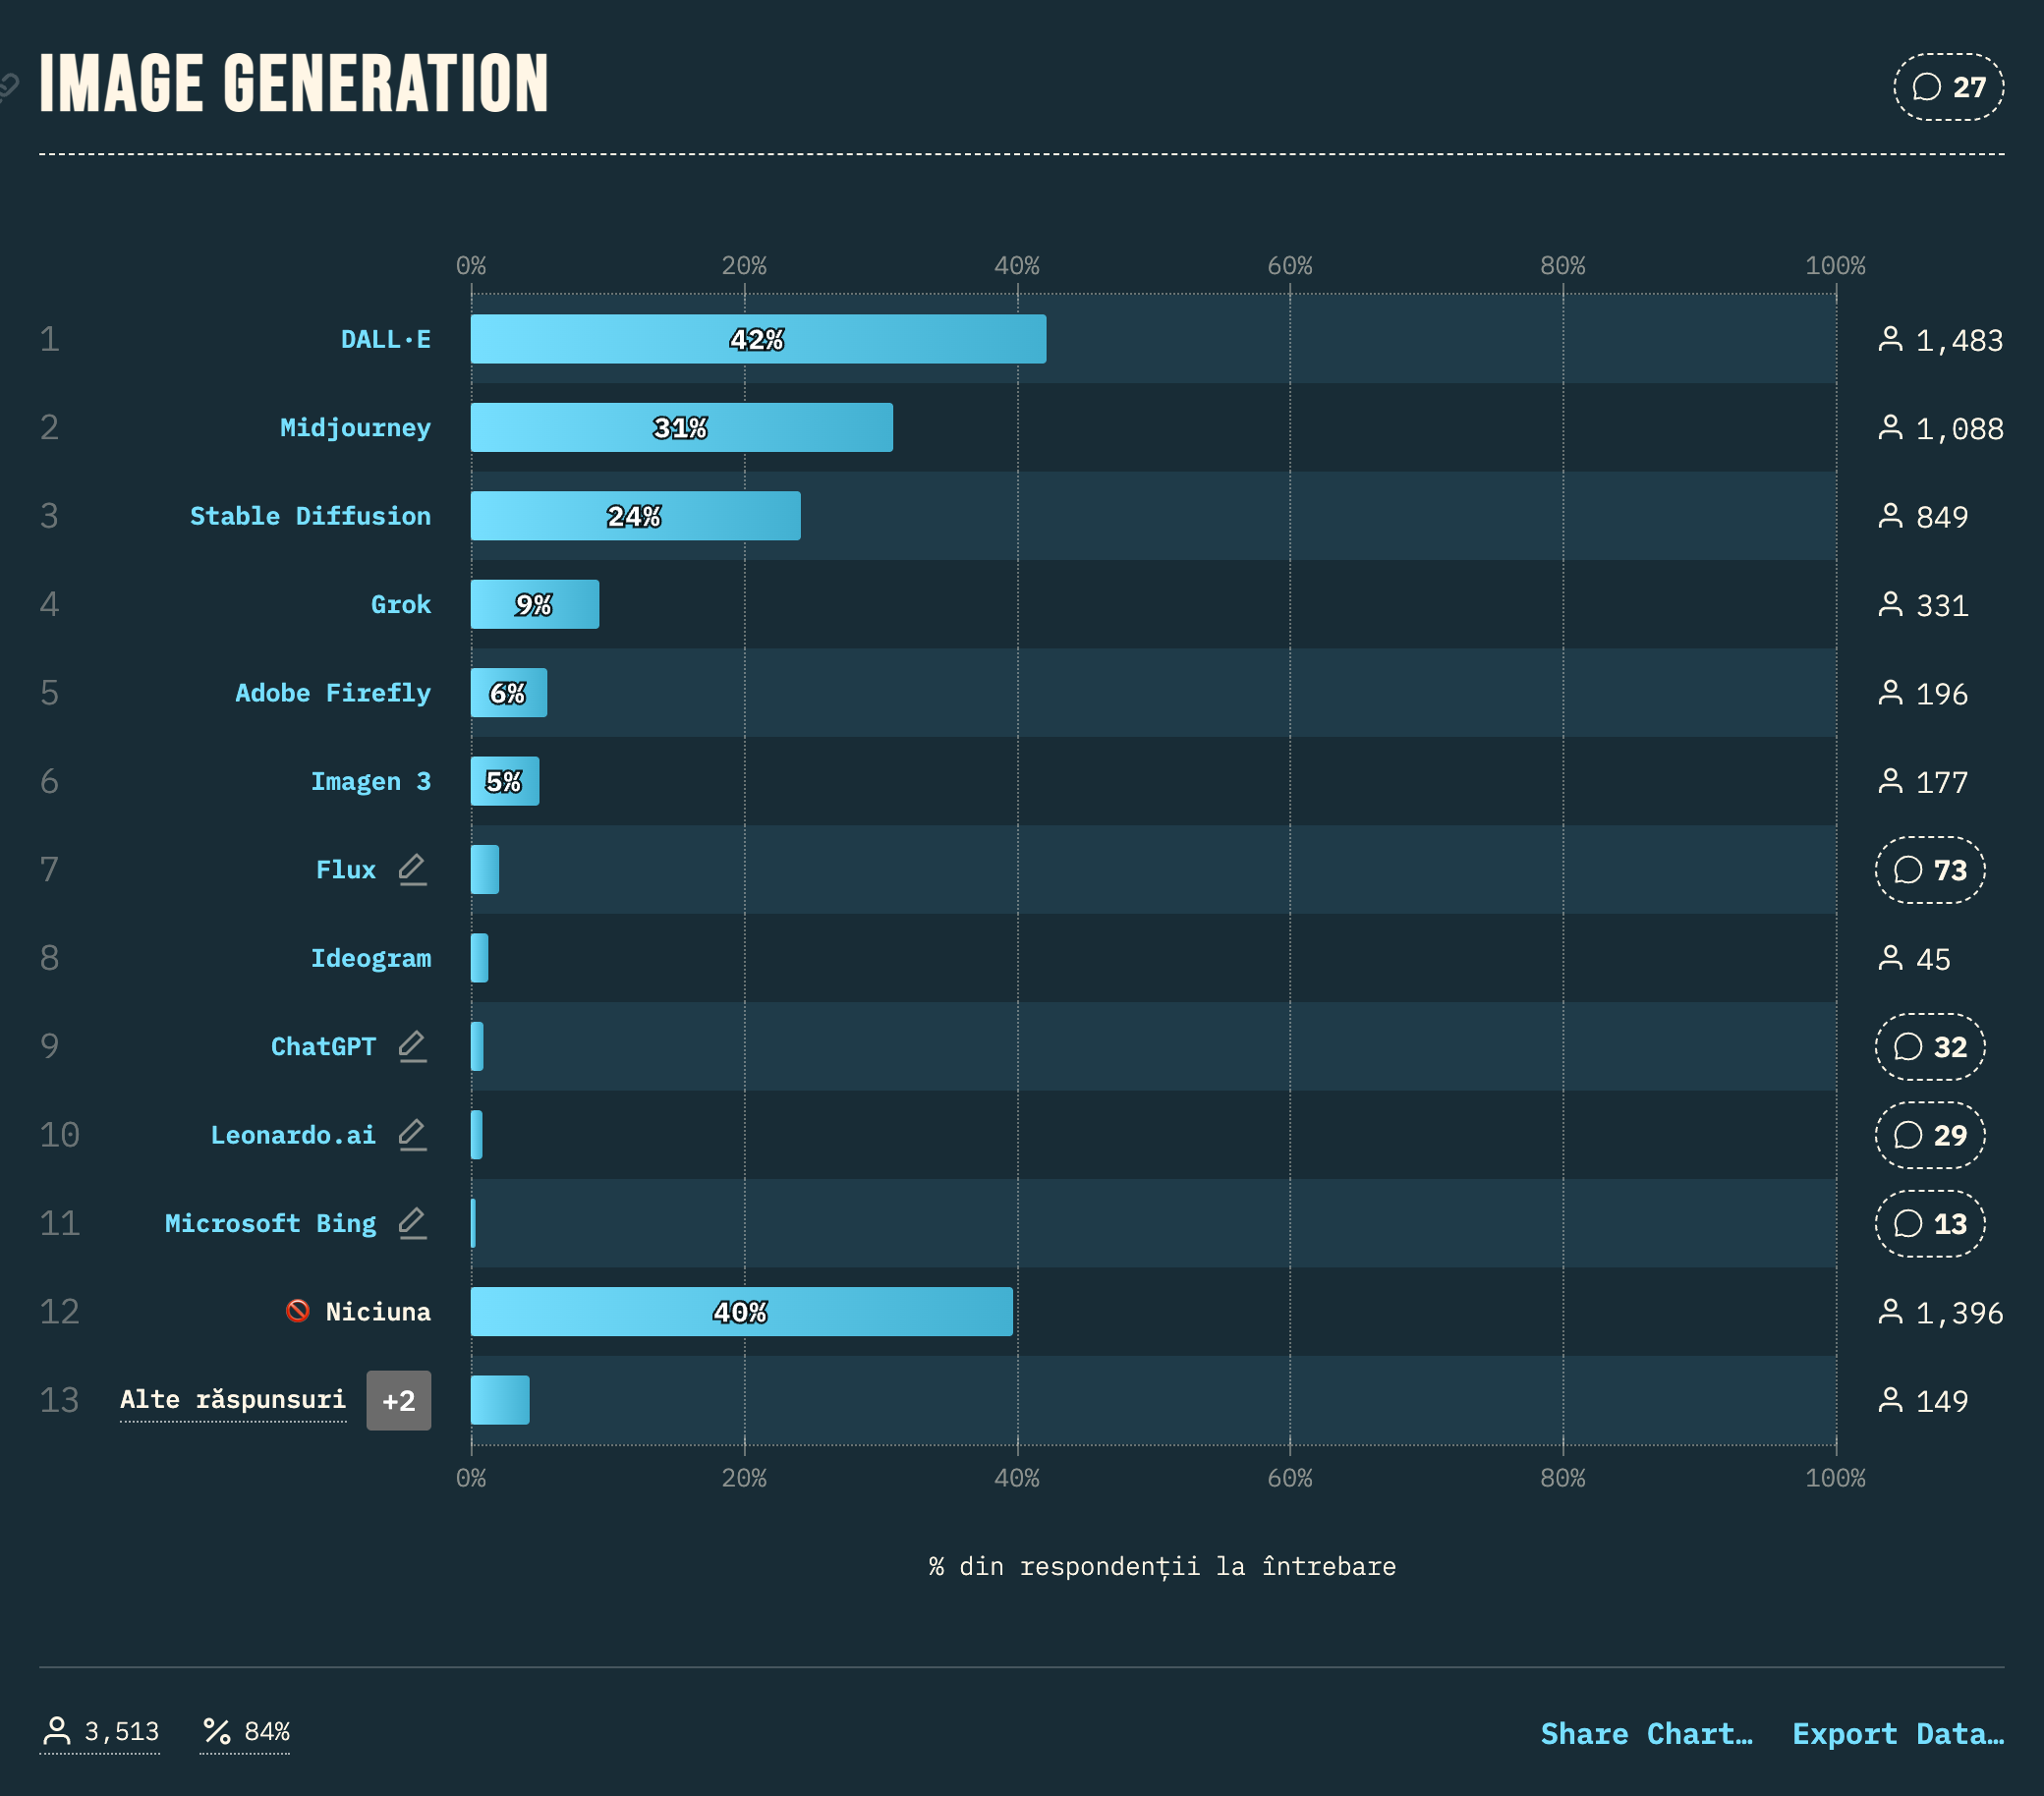 IMAGE GENERATION
27
0% 20% 40% 60% 80% 100%
1 DALL·E 42% 1,483
2 Midjourney 31% 1,088
3 Stable Diffusion 24% 849
4 Grok 9% 331
5 Adobe Firefly 6% 196
6 Imagen 3 5% 177
7 Flux 73
8 Ideogram 45
9 ChatGPT 32
10 Leonardo.ai 29
11 Microsoft Bing 13
12 Niciuna 40% 1,396
13 Alte răspunsuri +2 149
0% 20% 40% 60% 80% 100%
% din respondenții la întrebare
3,513 % 84% Share Chart… Export Data…